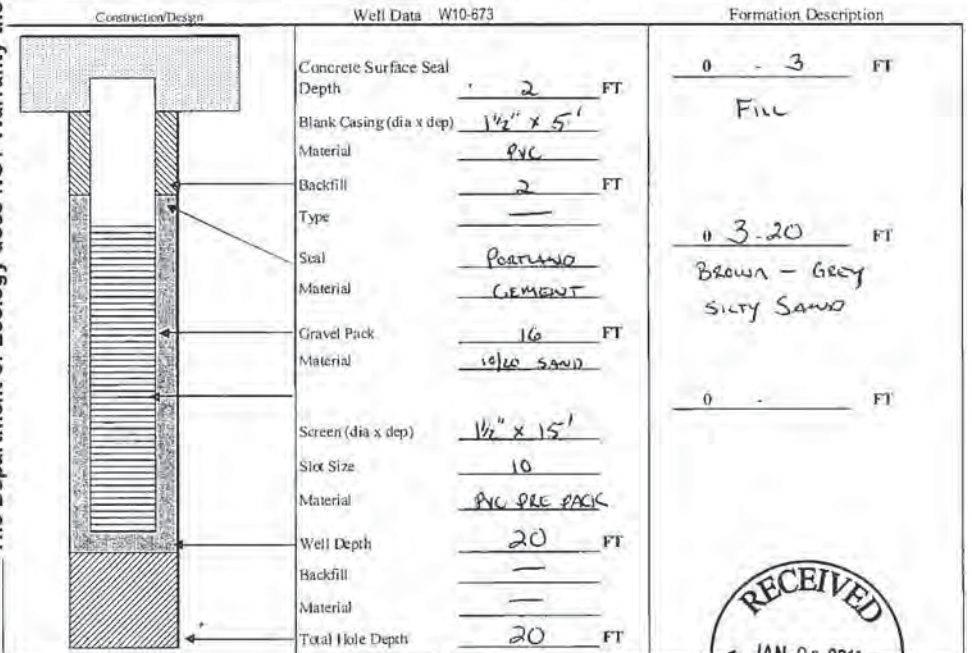 Construction/Design
Well Data W10-673
Formation Description
Concrete Surface Seal
Depth 2 FT
Blank Casing (dia x dep) 1½" x 5'
Material PVC
Backfill 2 FT
Type —
Seal PORTLAND
Material CEMENT
Gravel Pack 16 FT
Material 10/20 SAND
Screen (dia x dep) 1½" x 15'
Slot Size 10
Material PVC PRE PACK
Well Depth 20 FT
Backfill —
Material —
Total Hole Depth 20 FT
0 - 3 FT
FILL
0 3-20 FT
BROWN - GREY
SILTY SAND
0 - FT
RECEIVED